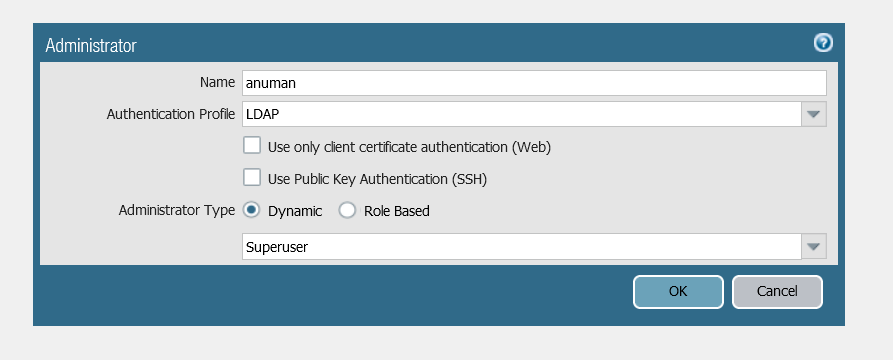 Administrator
Name anuman
Authentication Profile LDAP
Use only client certificate authentication (Web)
Use Public Key Authentication (SSH)
Administrator Type Dynamic Role Based
Superuser
OK Cancel